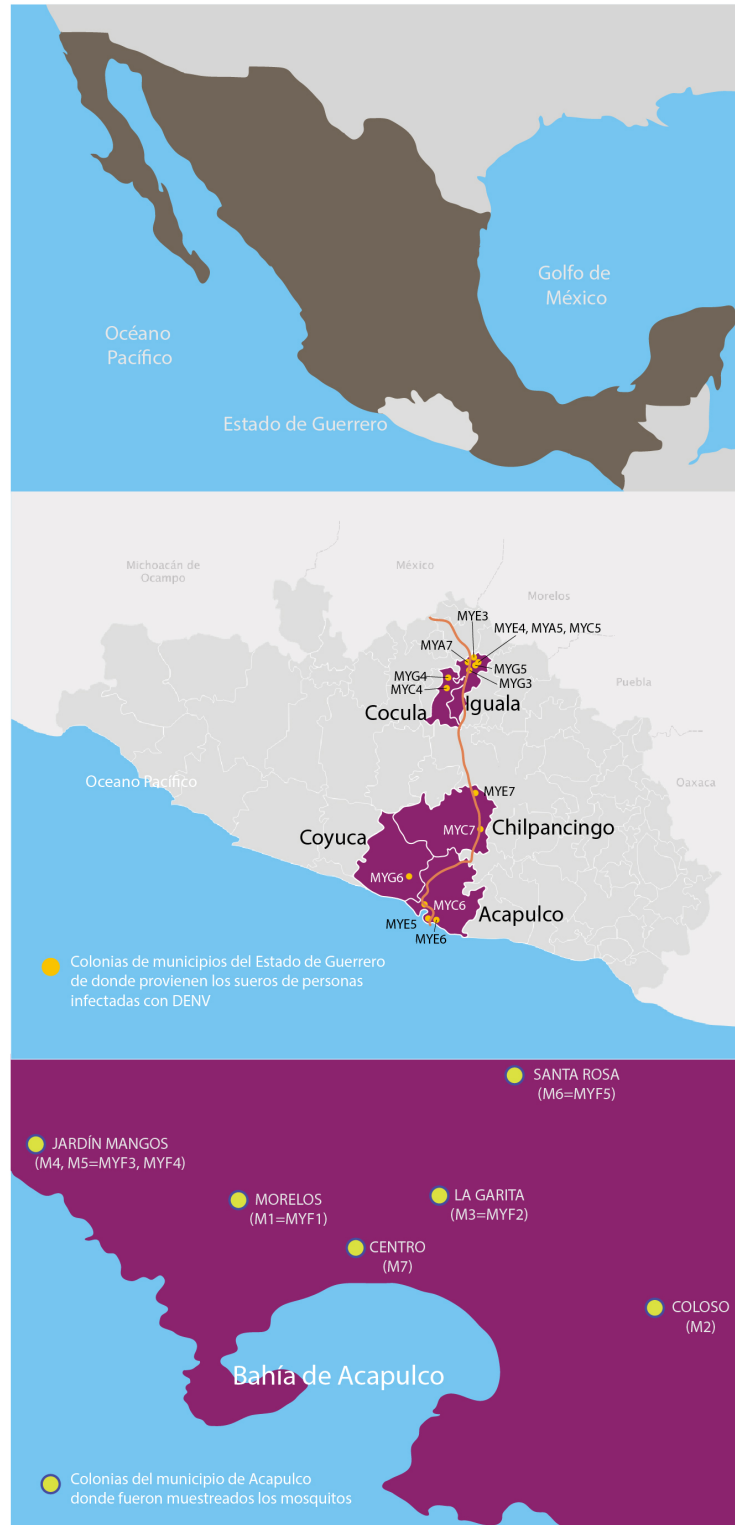 Golfo de
México
Océano
Pacífico
Estado de Guerrero
Michoacán de
Ocampo
México
Morelos
MYE3
MYE4, MYA5, MYC5
MYA7
MYG5
MYG4
MYG3
MYC4
Puebla
Iguala
Cocula
Oceano Pacífico
Oaxaca
MYE7
Coyuca
MYC7
Chilpancingo
MYG6
MYC6
Acapulco
MYE5
MYE6
Colonias de municipios del Estado de Guerrero
de donde provienen los sueros de personas
infectadas con DENV
SANTA ROSA
(M6=MYF5)
JARDÍN MANGOS
(M4, M5=MYF3, MYF4)
MORELOS
(M1=MYF1)
LA GARITA
(M3=MYF2)
CENTRO
(M7)
COLOSO
(M2)
Bahía de Acapulco
Colonias del municipio de Acapulco
donde fueron muestreados los mosquitos